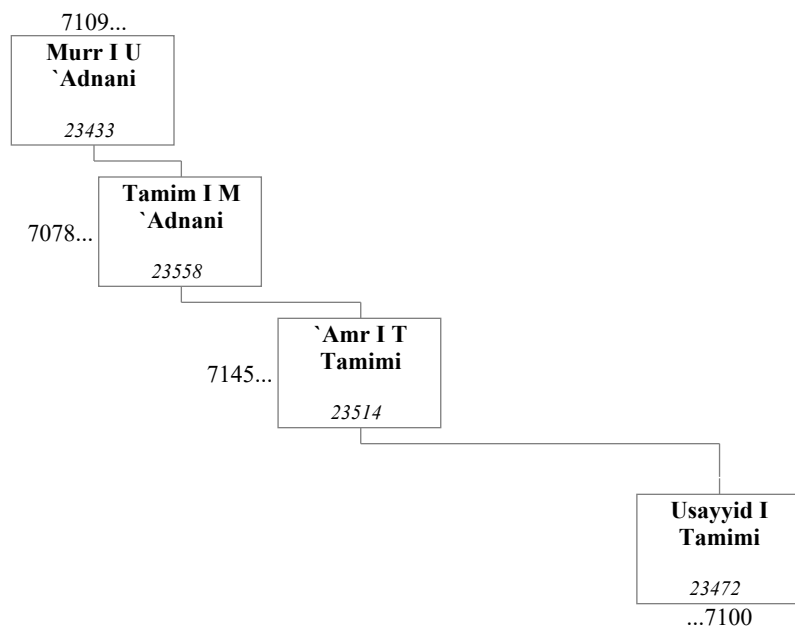 7109...
Murr I U
`Adnani
23433
Tamim I M
`Adnani
7078...
23558
`Amr I T
Tamimi
7145...
23514
Usayyid I
Tamimi
23472
...7100